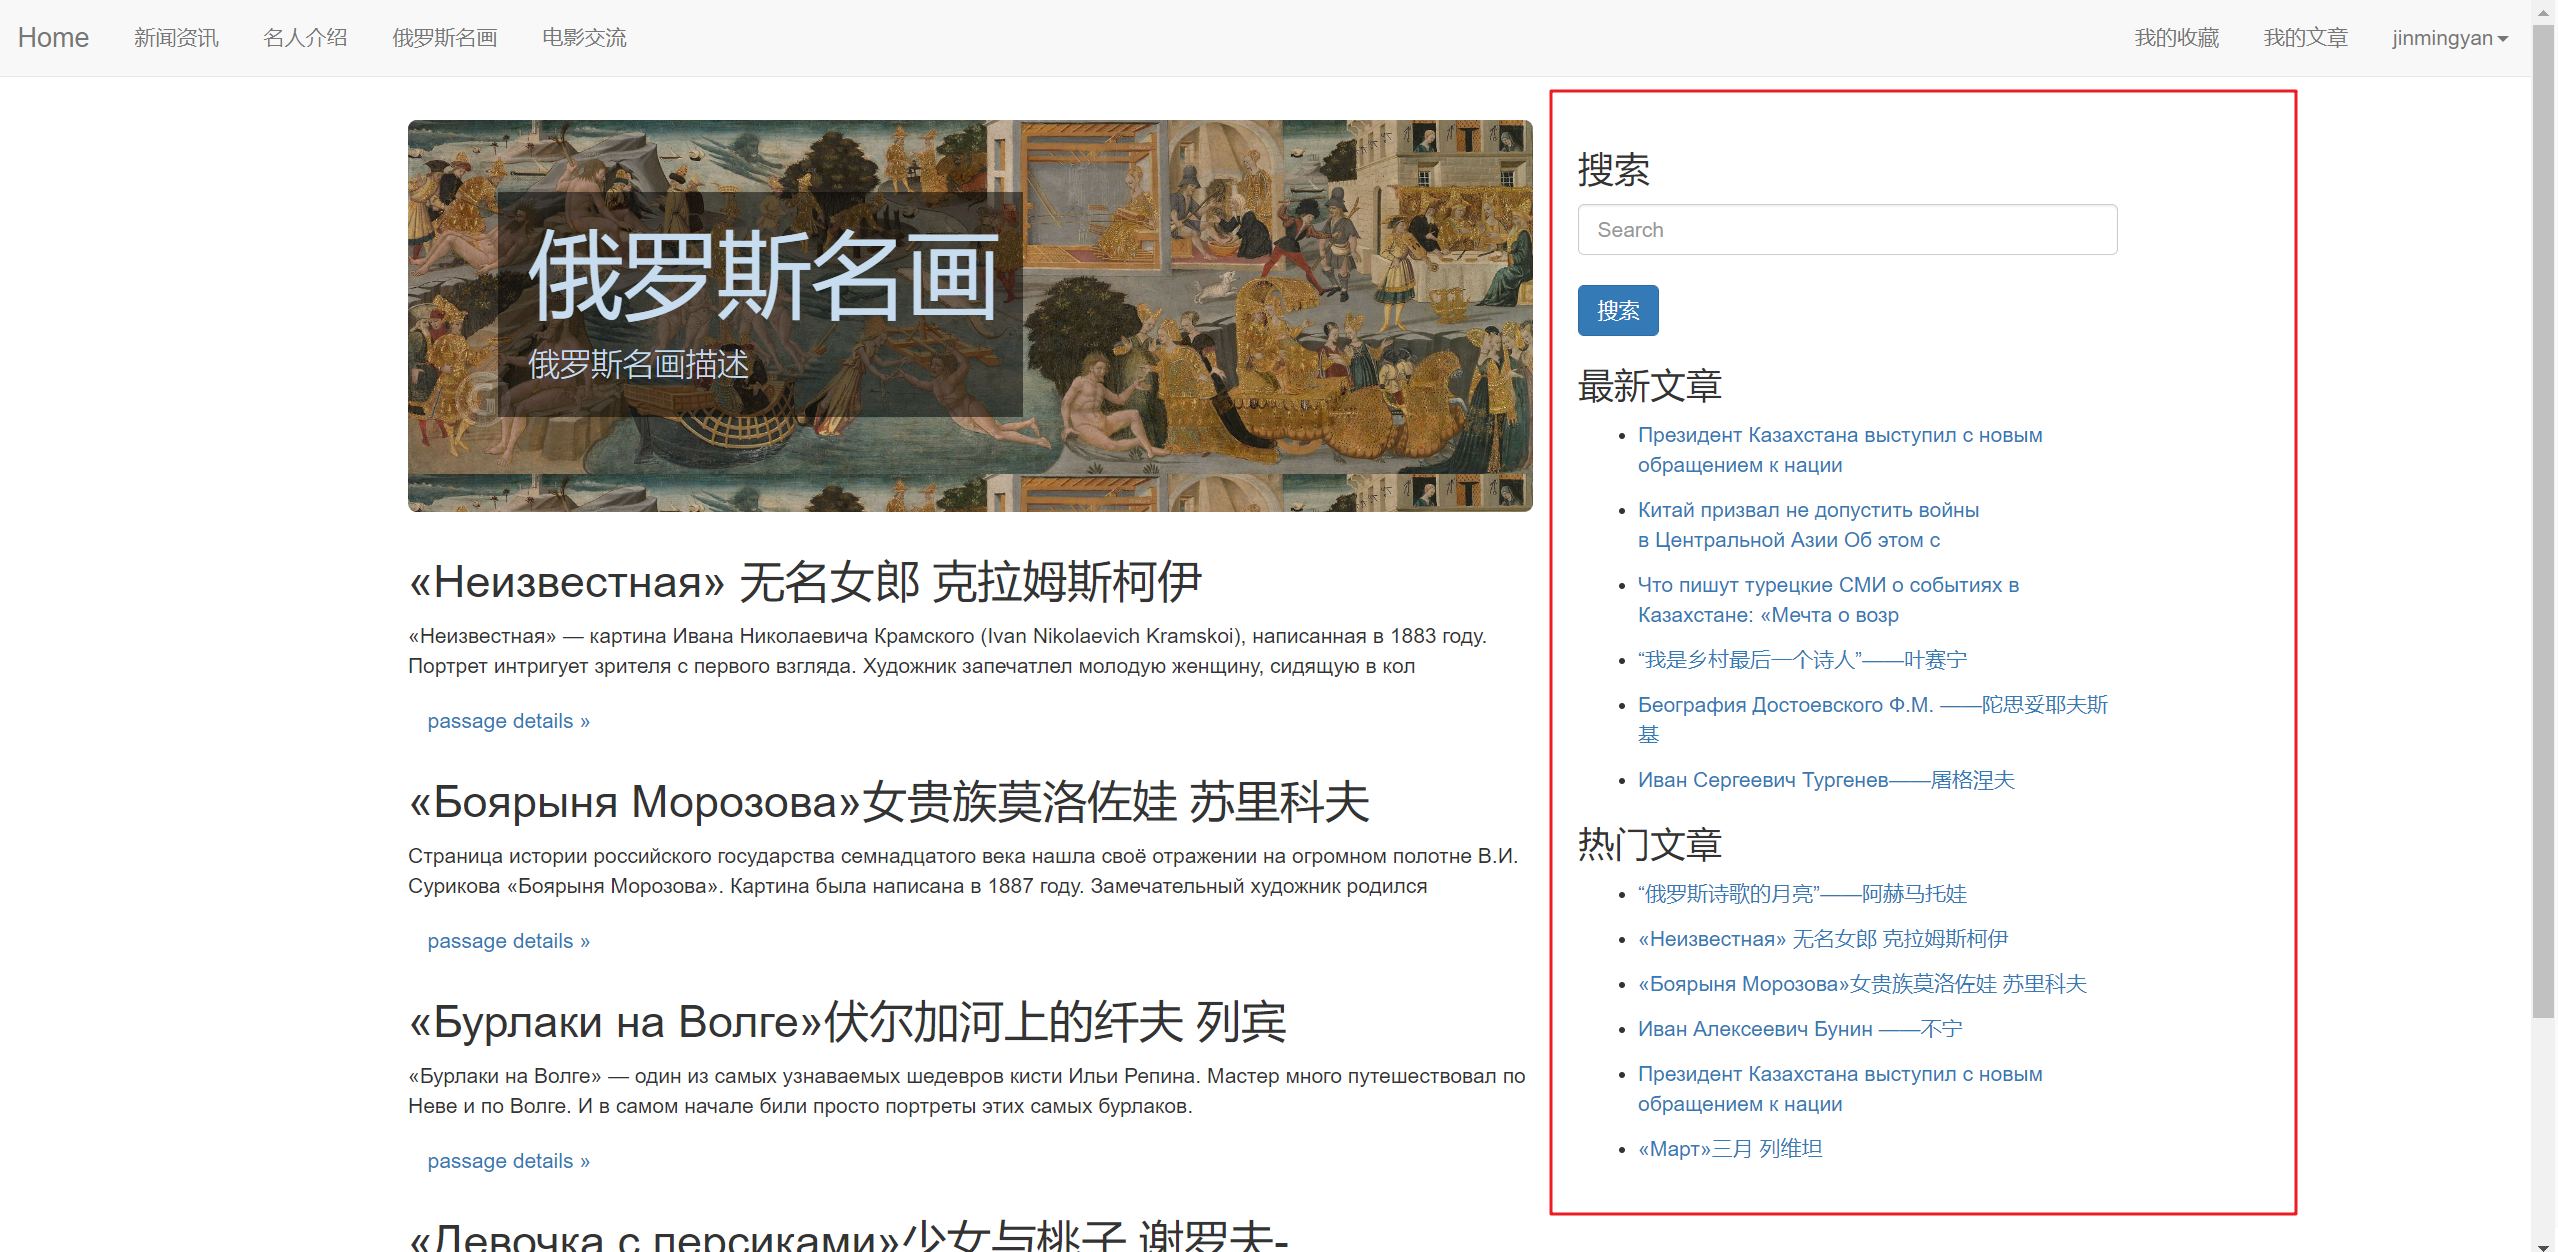 Home 新闻资讯 名人介绍 俄罗斯名画 电影交流 我的收藏 我的文章 jinmingyan
俄罗斯名画
俄罗斯名画描述
«Неизвестная» 无名女郎 克拉姆斯柯伊
«Неизвестная» — картина Ивана Николаевича Крамского (Ivan Nikolaevich Kramskoi), написанная в 1883 году.
Портрет интригует зрителя с первого взгляда. Художник запечатлел молодую женщину, сидящую в кол
passage details »
«Боярыня Морозова»女贵族莫洛佐娃 苏里科夫
Страница истории российского государства семнадцатого века нашла своё отражении на огромном полотне В.И.
Сурикова «Боярыня Морозова». Картина была написана в 1887 году. Замечательный художник родился
passage details »
«Бурлаки на Волге»伏尔加河上的纤夫 列宾
«Бурлаки на Волге» — один из самых узнаваемых шедевров кисти Ильи Репина. Мастер много путешествовал по
Неве и по Волге. И в самом начале били просто портреты этих самых бурлаков.
passage details »
«Девочка с персиками»少女与桃子 谢罗夫-
搜索
Search
搜索
最新文章
Президент Казахстана выступил с новым
обращением к нации
Китай призвал не допустить войны
в Центральной Азии Об этом с
Что пишут турецкие СМИ о событиях в
Казахстане: «Мечта о возр
“我是乡村最后一个诗人”——叶赛宁
Беография Достоевского Ф.М. ——陀思妥耶夫斯
基
Иван Сергеевич Тургенев——屠格涅夫
热门文章
“俄罗斯诗歌的月亮”——阿赫马托娃
«Неизвестная» 无名女郎 克拉姆斯柯伊
«Боярыня Морозова»女贵族莫洛佐娃 苏里科夫
Иван Алексеевич Бунин ——不宁
Президент Казахстана выступил с новым
обращением к нации
«Март»三月 列维坦